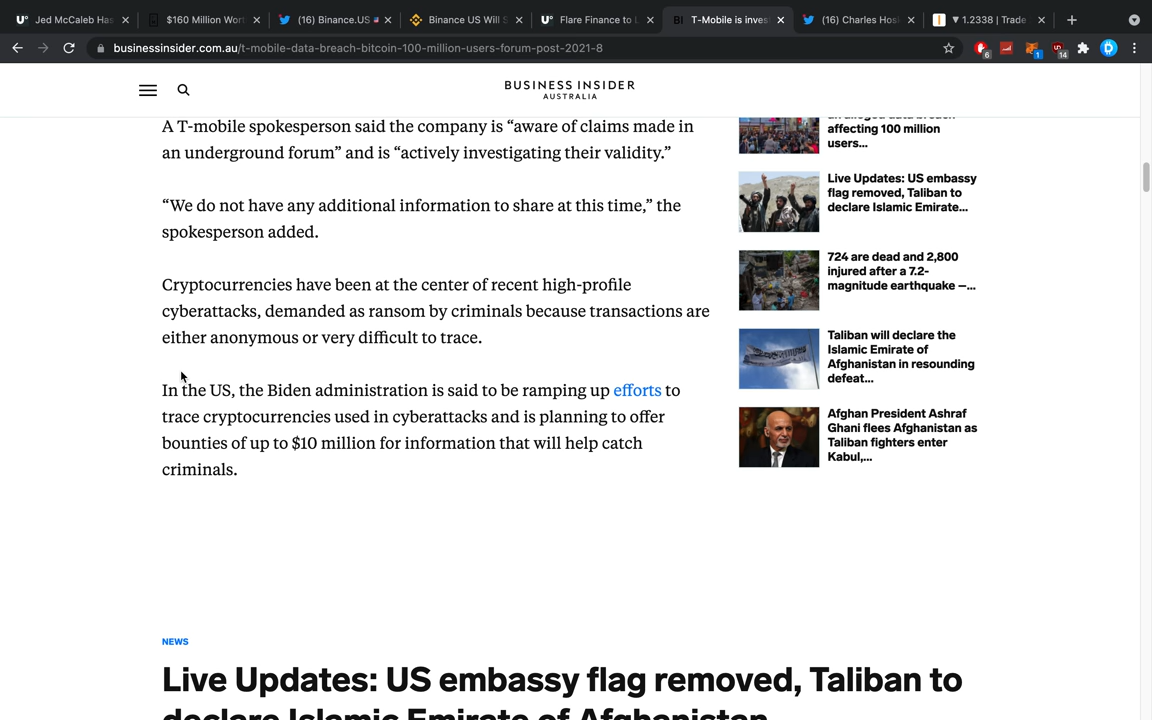 Jed McCaleb Has
$160 Million Wor
(16) Binance.US
Binance US Will S
Flare Finance to L
T-Mobile is inves
(16) Charles Hos
▼ 1.2338 | Trade
businessinsider.com.au/t-mobile-data-breach-bitcoin-100-million-users-forum-post-2021-8
6
1
14
BUSINESS INSIDER
AUSTRALIA
A T-mobile spokesperson said the company is “aware of claims made in
an underground forum” and is “actively investigating their validity.”
“We do not have any additional information to share at this time,” the
spokesperson added.
Cryptocurrencies have been at the center of recent high-profile
cyberattacks, demanded as ransom by criminals because transactions are
either anonymous or very difficult to trace.
In the US, the Biden administration is said to be ramping up efforts to
trace cryptocurrencies used in cyberattacks and is planning to offer
bounties of up to $10 million for information that will help catch
criminals.
an alleged data breach
affecting 100 million
users...
Live Updates: US embassy
flag removed, Taliban to
declare Islamic Emirate...
724 are dead and 2,800
injured after a 7.2-
magnitude earthquake —...
Taliban will declare the
Islamic Emirate of
Afghanistan in resounding
defeat...
Afghan President Ashraf
Ghani flees Afghanistan as
Taliban fighters enter
Kabul,...
NEWS
Live Updates: US embassy flag removed, Taliban to
declare Islamic Emirate of Afghanistan